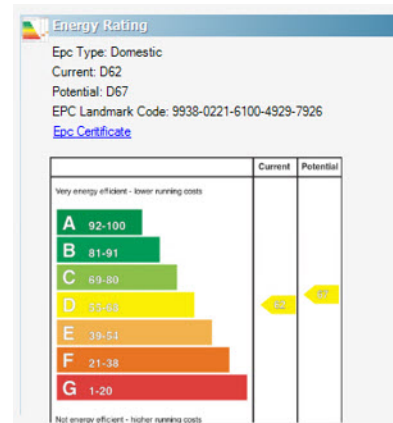 Energy Rating
Epc Type: Domestic
Current: D62
Potential: D67
EPC Landmark Code: 9938-0221-6100-4929-7926
Epc Certificate
Current Potential
Very energy efficient - lower running costs
A 92-100
B 81-91
C 69-80
D 55-68
E 39-54
F 21-38
G 1-20
Not energy efficient - higher running costs